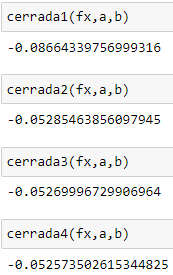 cerrada1(fx,a,b)
-0.08664339756999316
cerrada2(fx,a,b)
-0.05285463856097945
cerrada3(fx,a,b)
-0.05269996729906964
cerrada4(fx,a,b)
-0.052573502615344825